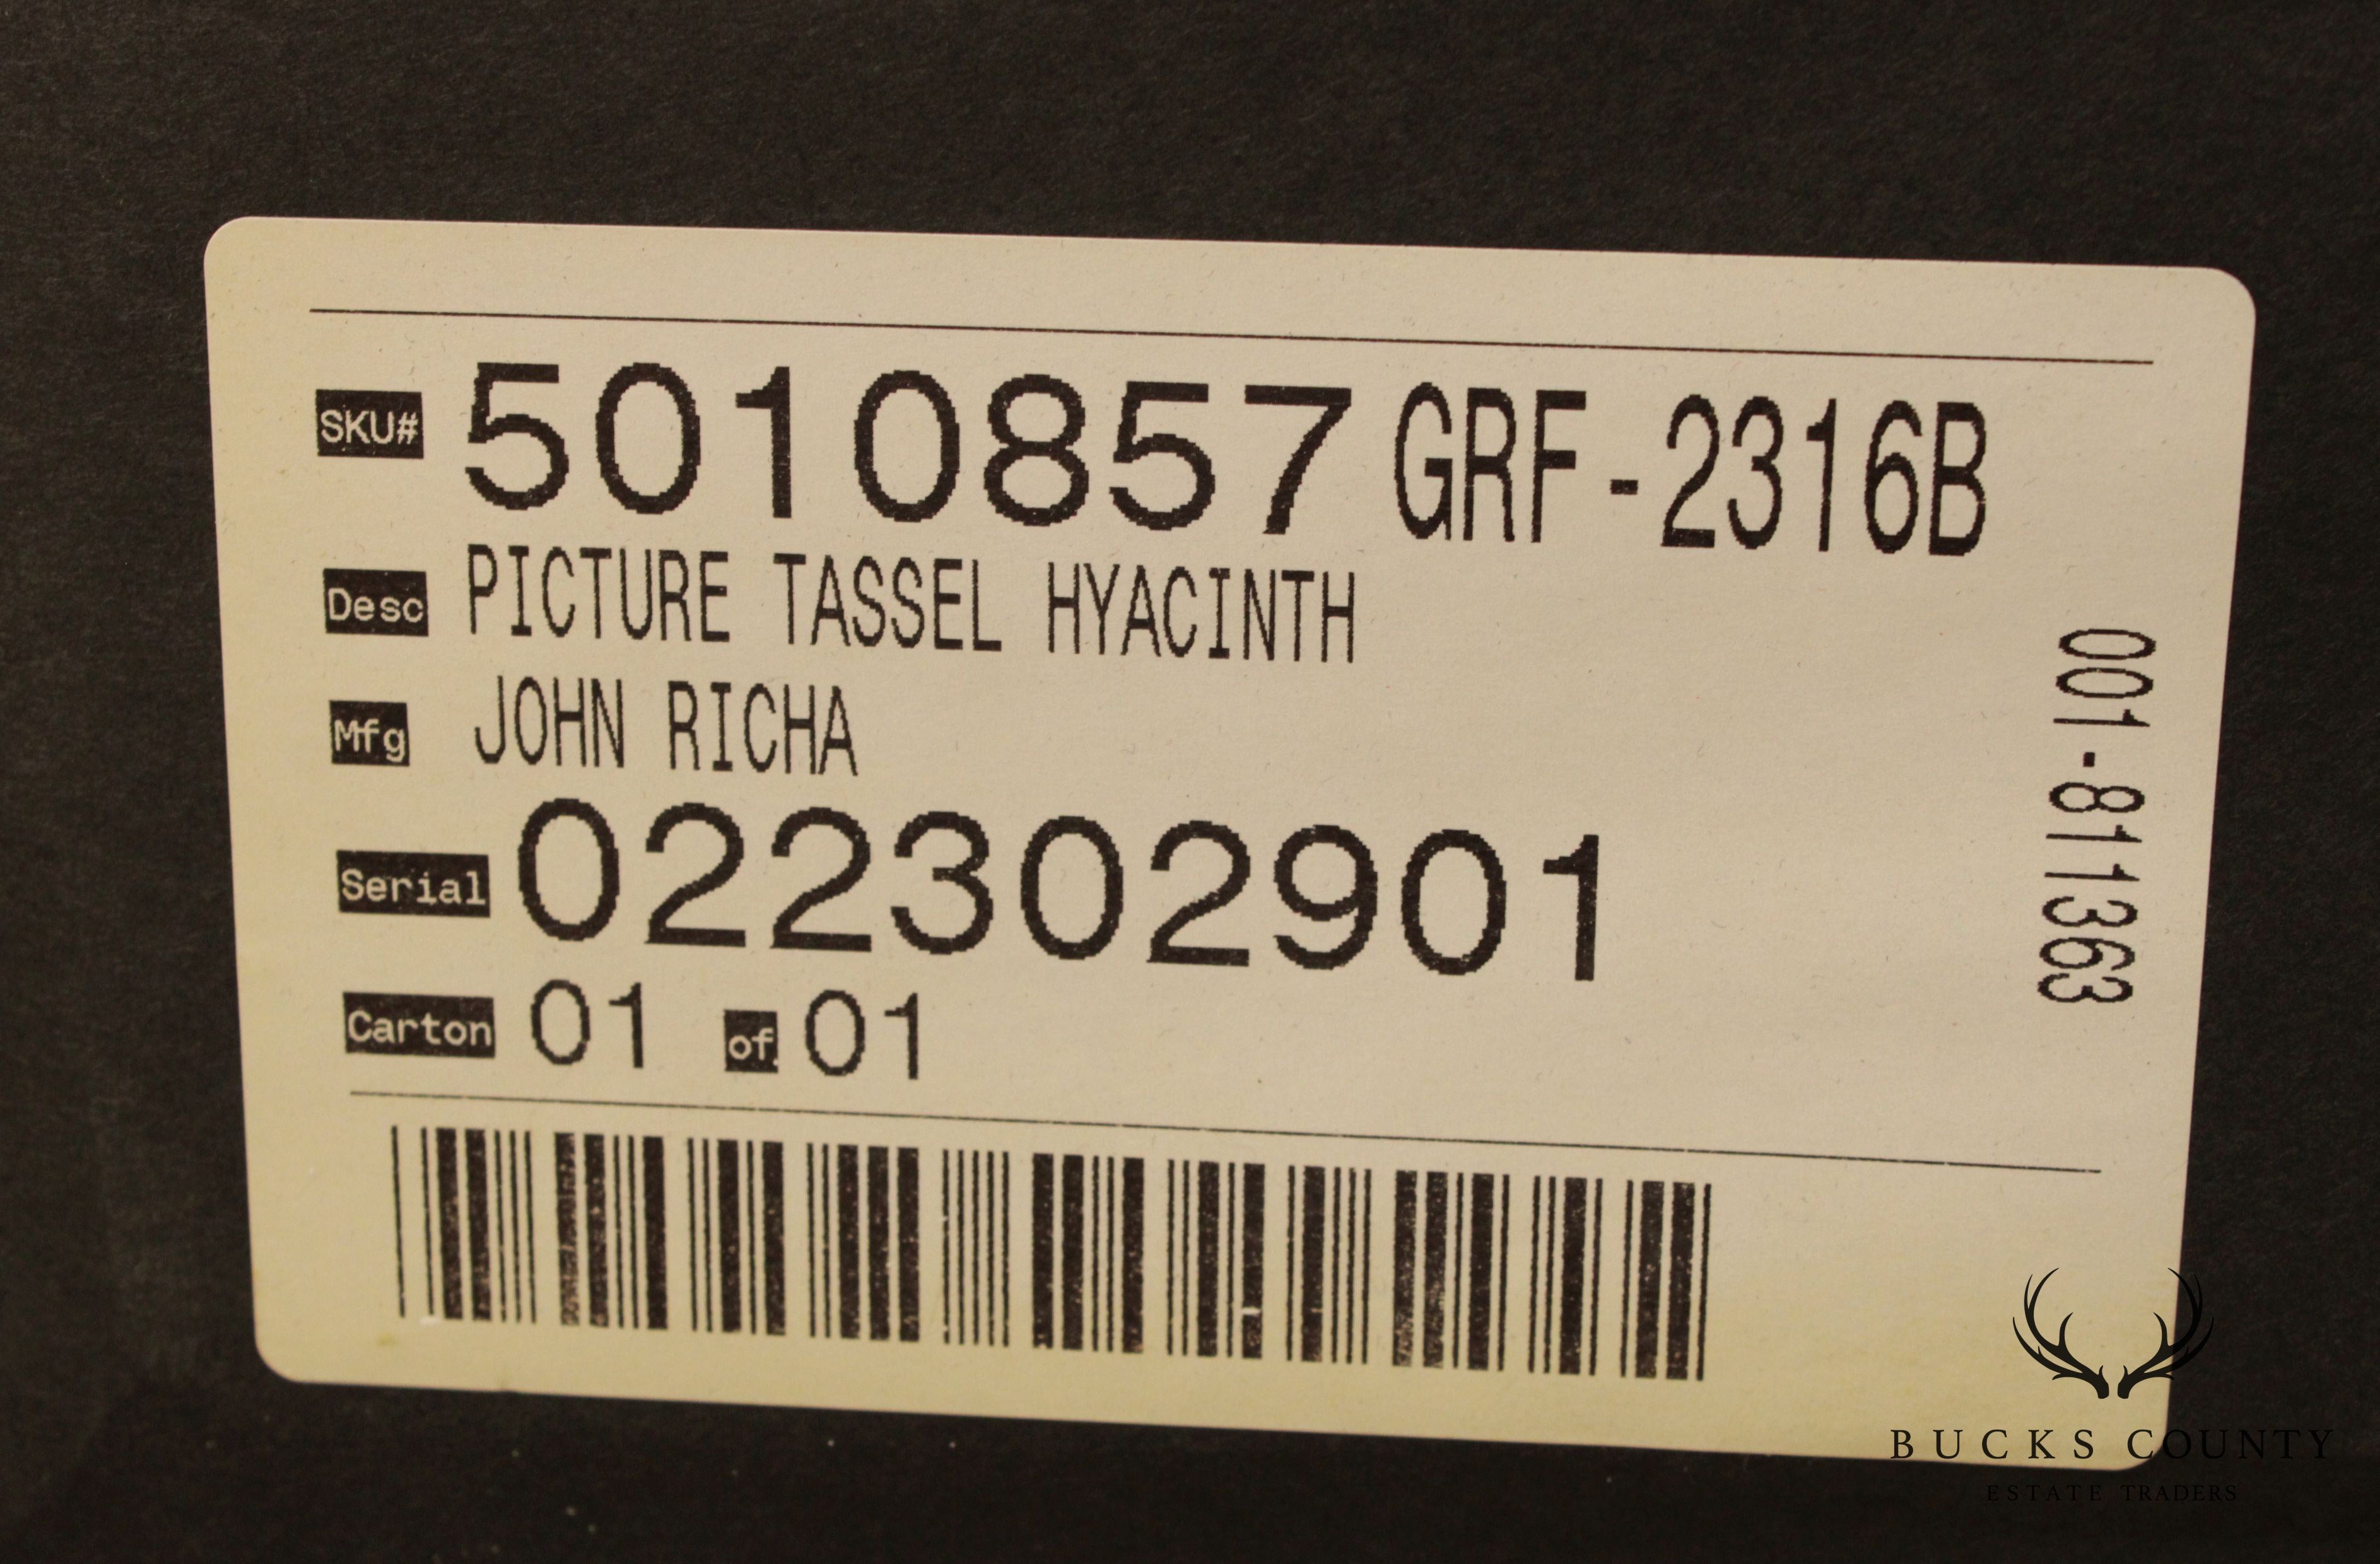 SKU# 5010857 GRF-2316B
Desc PICTURE TASSEL HYACINTH
Mfg JOHN RICHA
Serial 022302901
Carton 01 of 01
001-811363
BUCKS COUNTY
ESTATE TRADERS